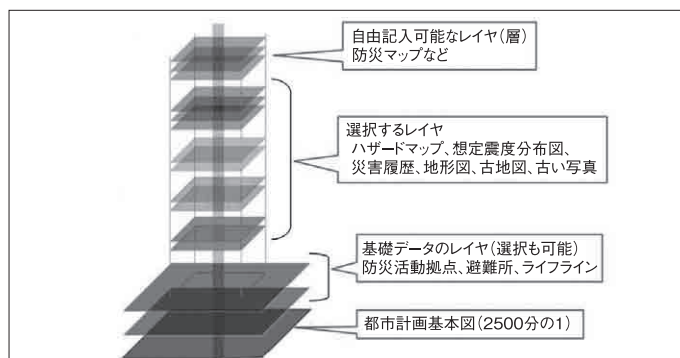 自由記入可能なレイヤ（層）
防災マップなど
選択するレイヤ
ハザードマップ、想定震度分布図、
災害履歴、地形図、古地図、古い写真
基礎データのレイヤ（選択も可能）
防災活動拠点、避難所、ライフライン
都市計画基本図（2500分の1）